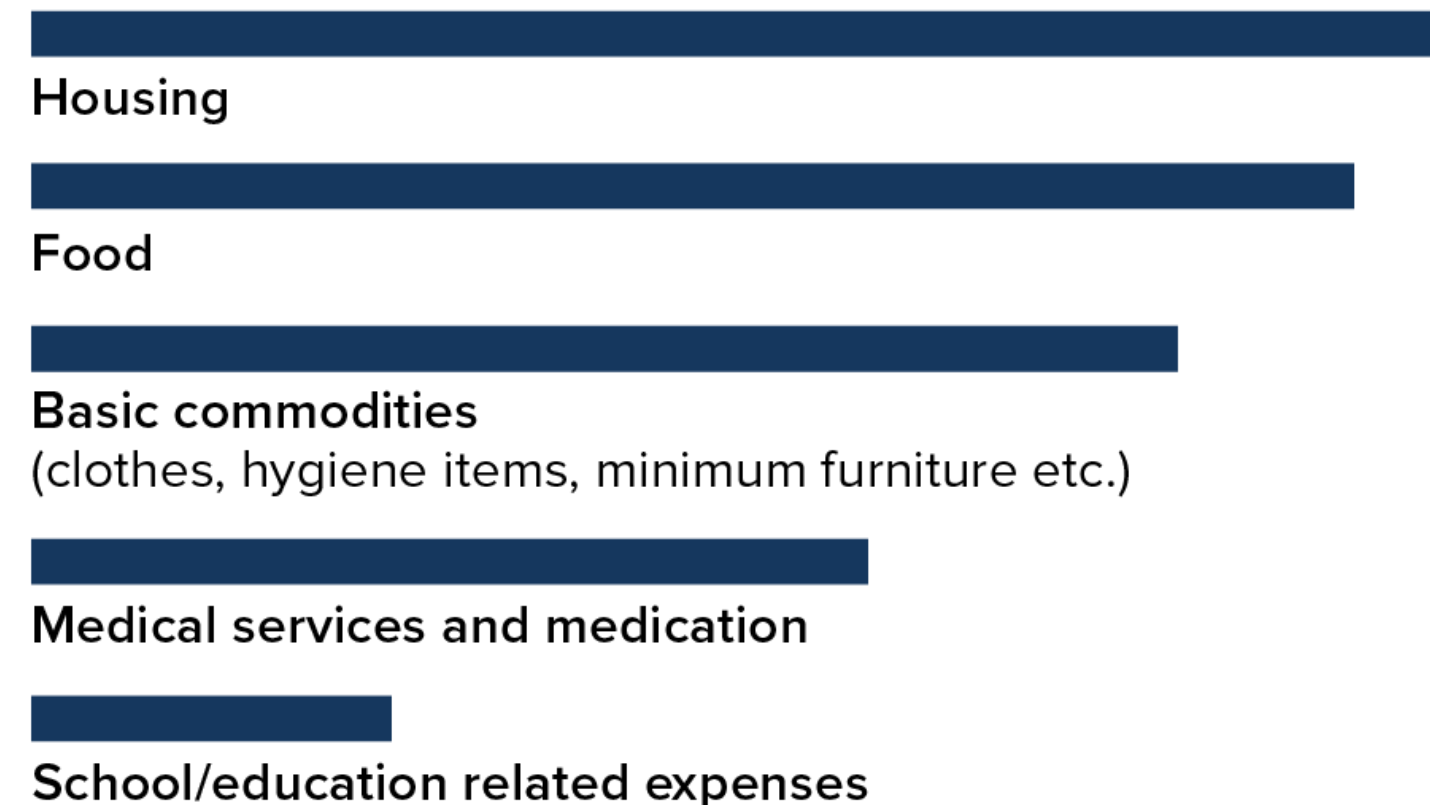 Housing
Food
Basic commodities
(clothes, hygiene items, minimum furniture etc.)
Medical services and medication
School/education related expenses